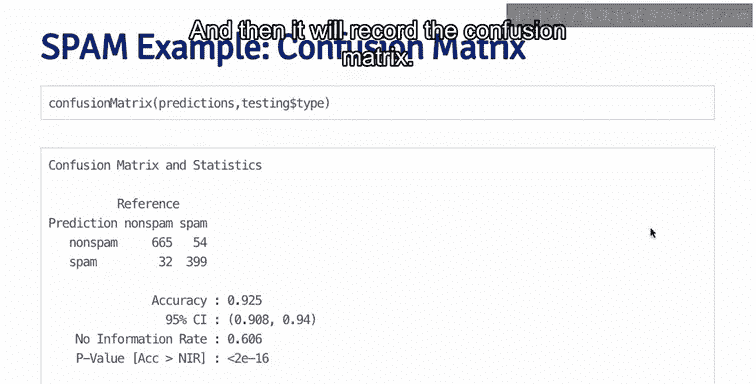 And then it will record the confusion
matrix.
SPAM Example: Confusion Matrix
confusionMatrix(predictions,testing$type)
Confusion Matrix and Statistics
Reference
Prediction nonspam spam
nonspam 665 54
spam 32 399
Accuracy : 0.925
95% CI : (0.908, 0.94)
No Information Rate : 0.606
P-Value [Acc > NIR] : <2e-16